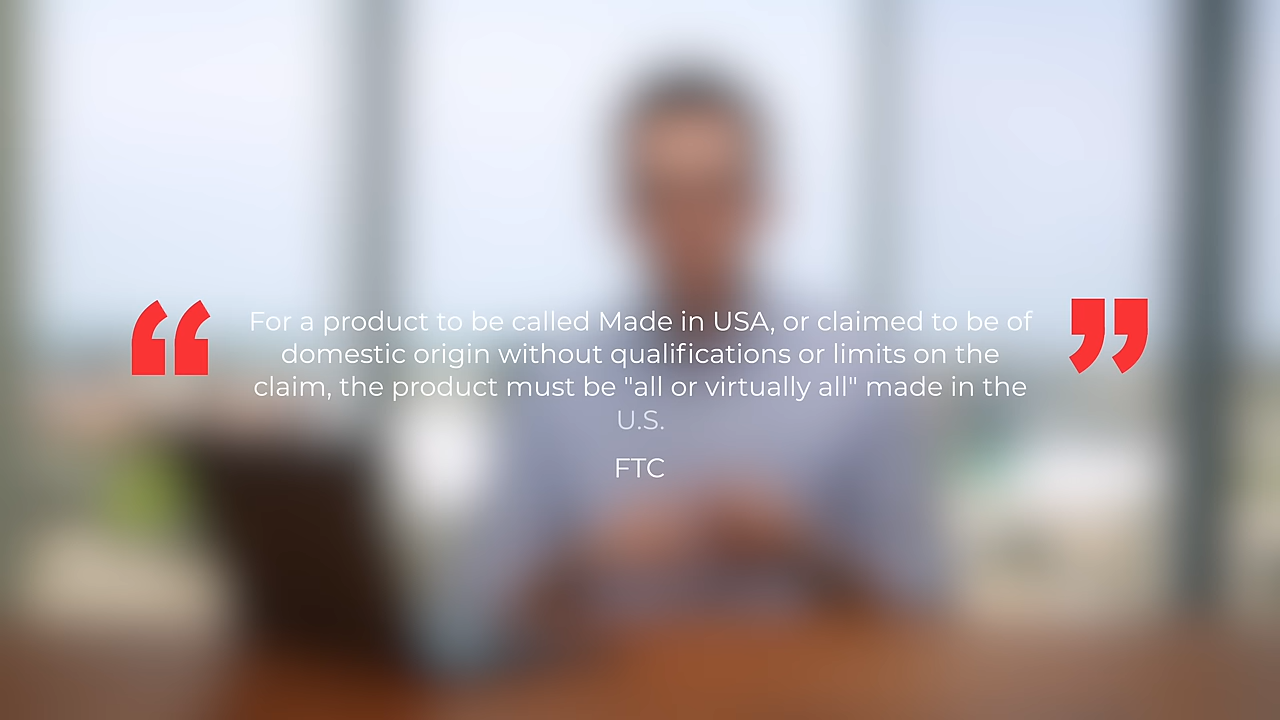 For a product to be called Made in USA, or claimed to be of
domestic origin without qualifications or limits on the
claim, the product must be "all or virtually all" made in the
U.S.
FTC